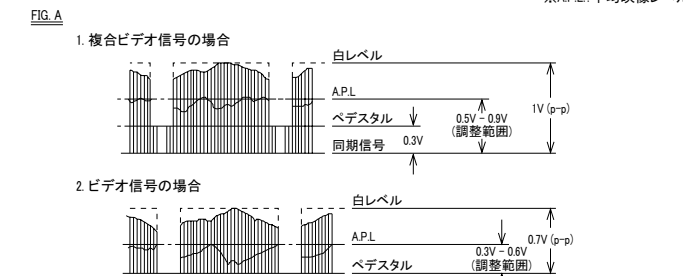 FIG. A
1. 複合ビデオ信号の場合
白レベル
A.P.L
ペデスタル
同期信号
0.3V
0.5V - 0.9V
(調整範囲)
1V (p-p)
2. ビデオ信号の場合
白レベル
A.P.L
ペデスタル
0.3V - 0.6V
(調整範囲)
0.7V (p-p)